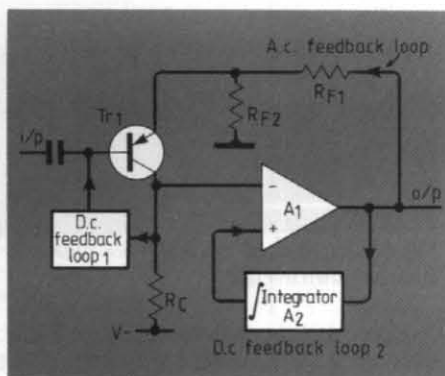 A.c. feedback loop
RF1
RF2
Tr1
i/p
D.c.
feedback
loop 1
RC
V-
-
A1
+
o/p
∫Integrator
A2
D.c feedback loop 2